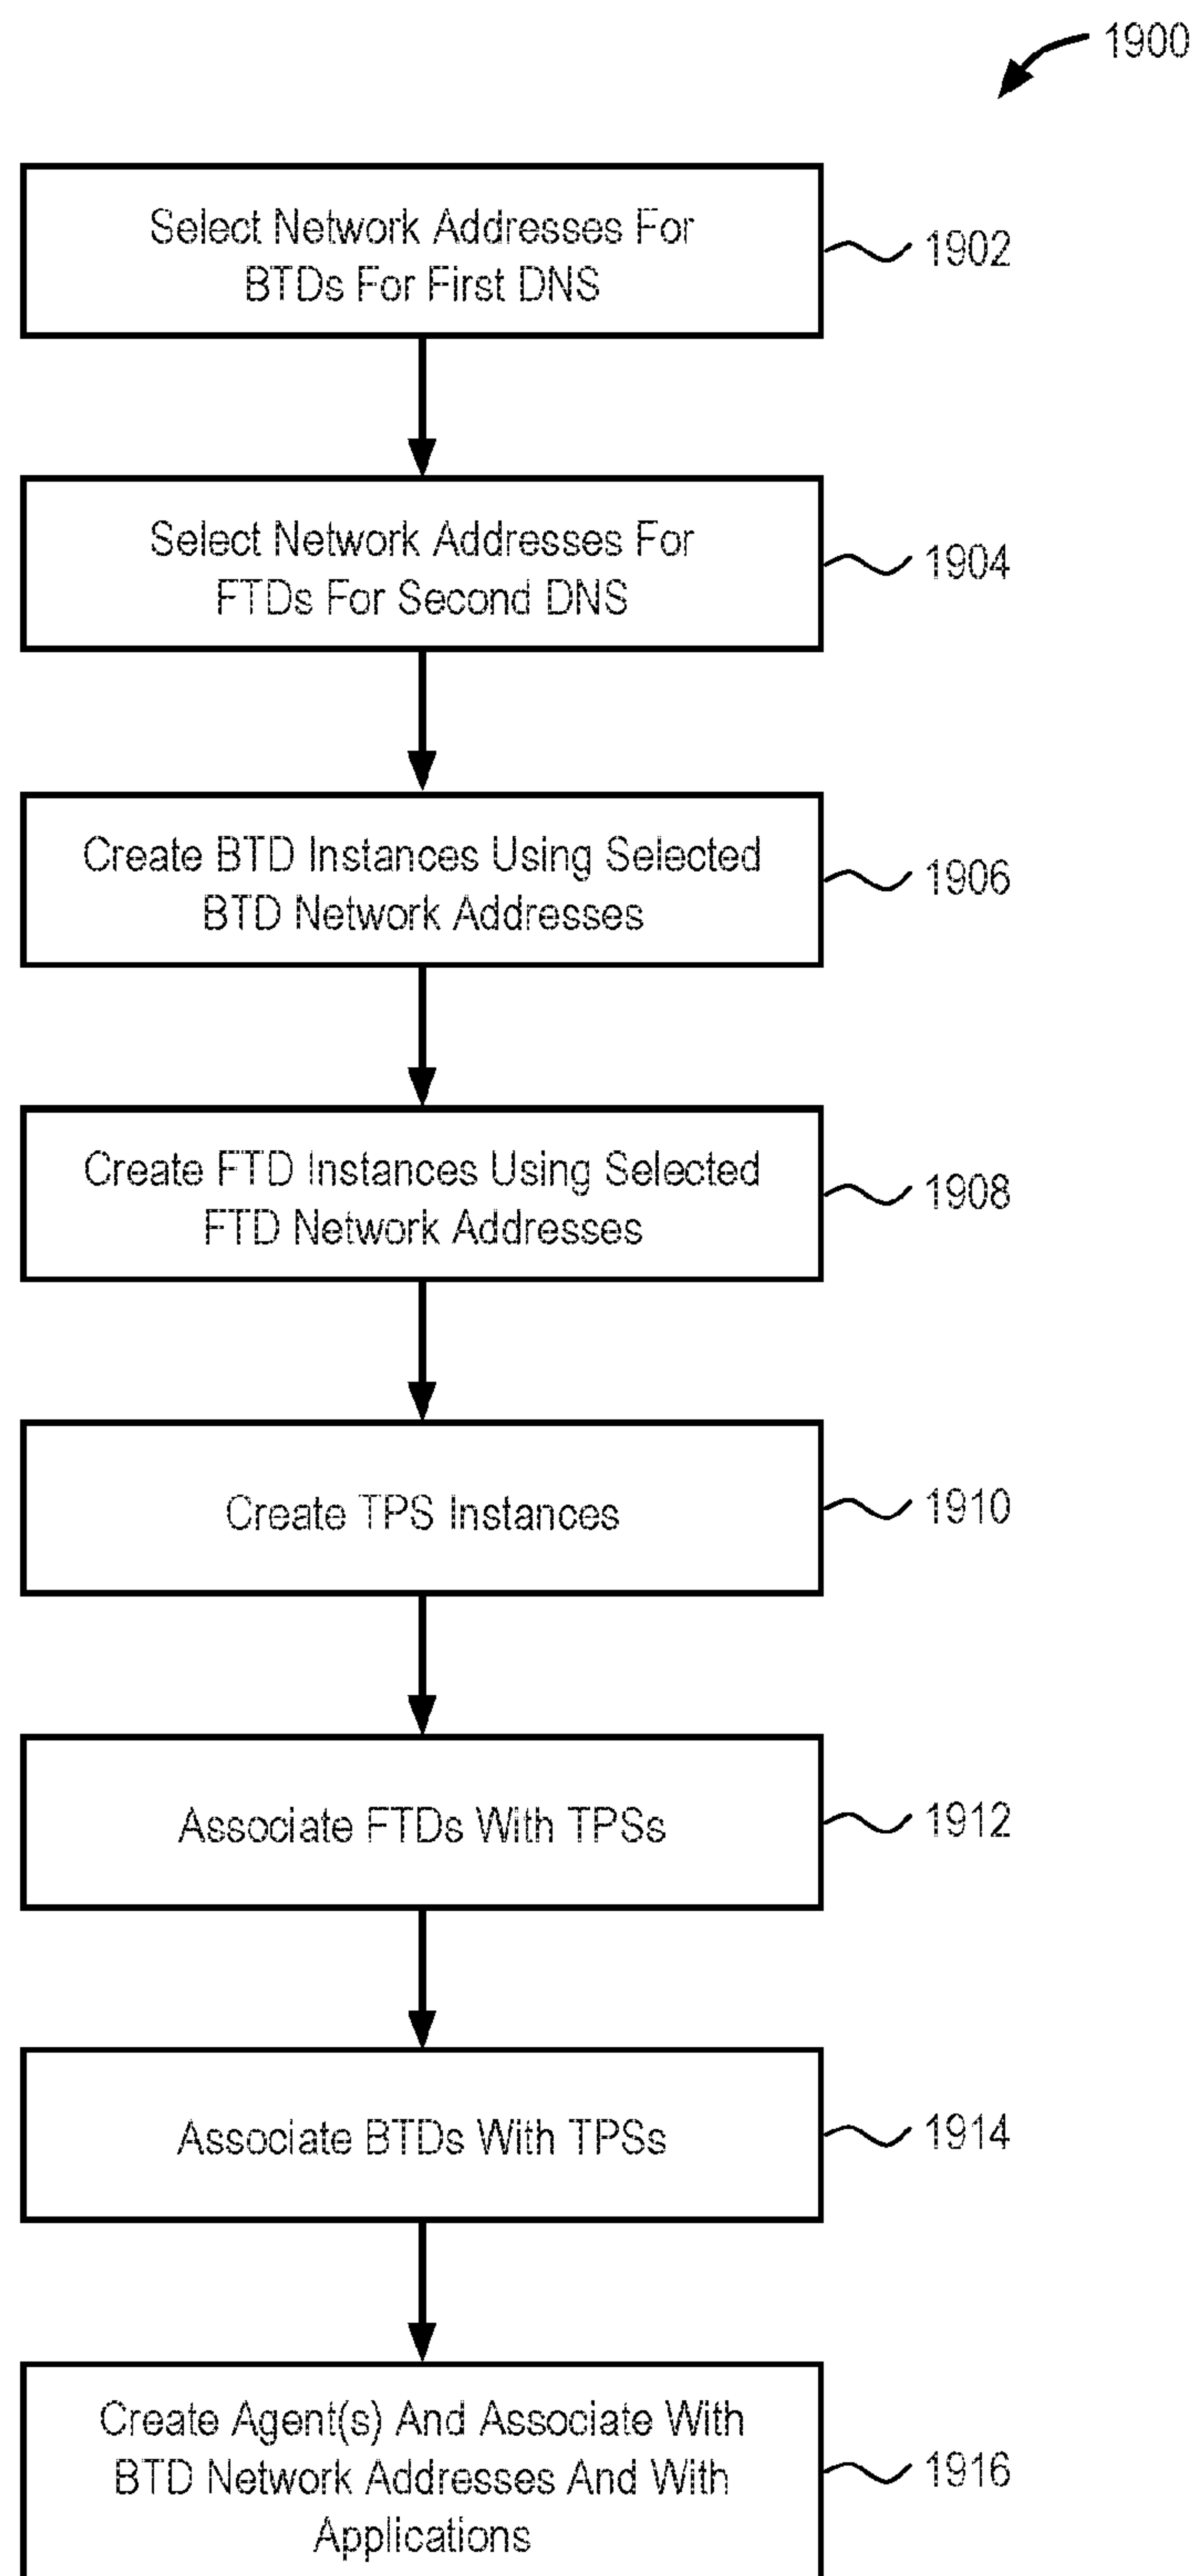 1900
Select Network Addresses For
BTDs For First DNS
1902
Select Network Addresses For
FTDs For Second DNS
1904
Create BTD Instances Using Selected
BTD Network Addresses
1906
Create FTD Instances Using Selected
FTD Network Addresses
1908
Create TPS Instances
1910
Associate FTDs With TPSs
1912
Associate BTDs With TPSs
1914
Create Agent(s) And Associate With
BTD Network Addresses And With
Applications
1916